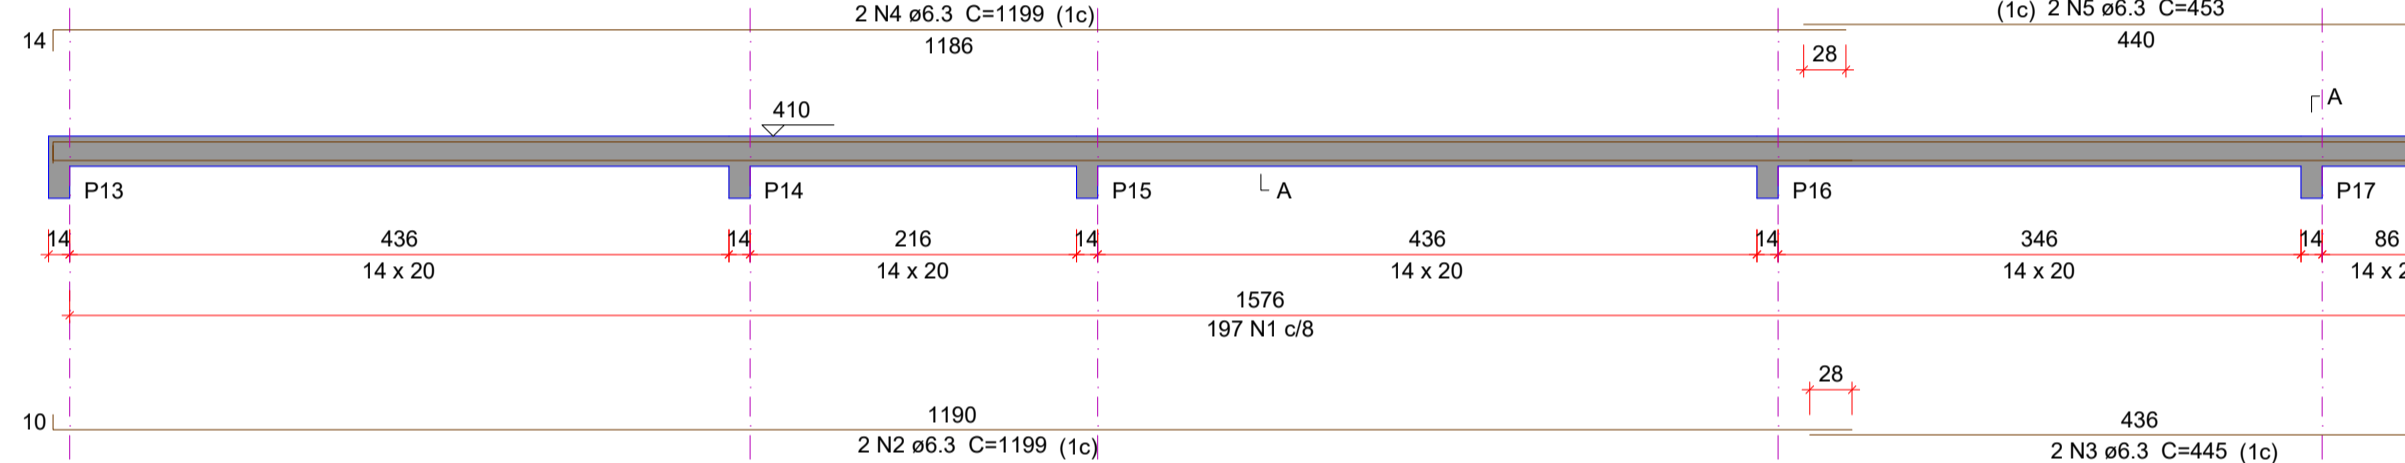 2 N4 ø6.3 C=1199 (1c)
(1c) 2 N5 ø6.3 C=453
14
1186
440
28
410
A
P13
P14
P15
A
P16
P17
14
436
14
216
14
436
14
346
14
86
14 x 20
14 x 20
14 x 20
14 x 20
14 x 2
1576
197 N1 c/8
28
10
1190
436
2 N2 ø6.3 C=1199 (1c)
2 N3 ø6.3 C=445 (1c)